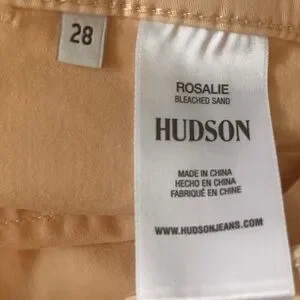 28
ROSALIE
BLEACHED SAND
HUDSON
MADE IN CHINA
HECHO EN CHINA
FABRIQUÉ EN CHINE
WWW.HUDSONJEANS.COM